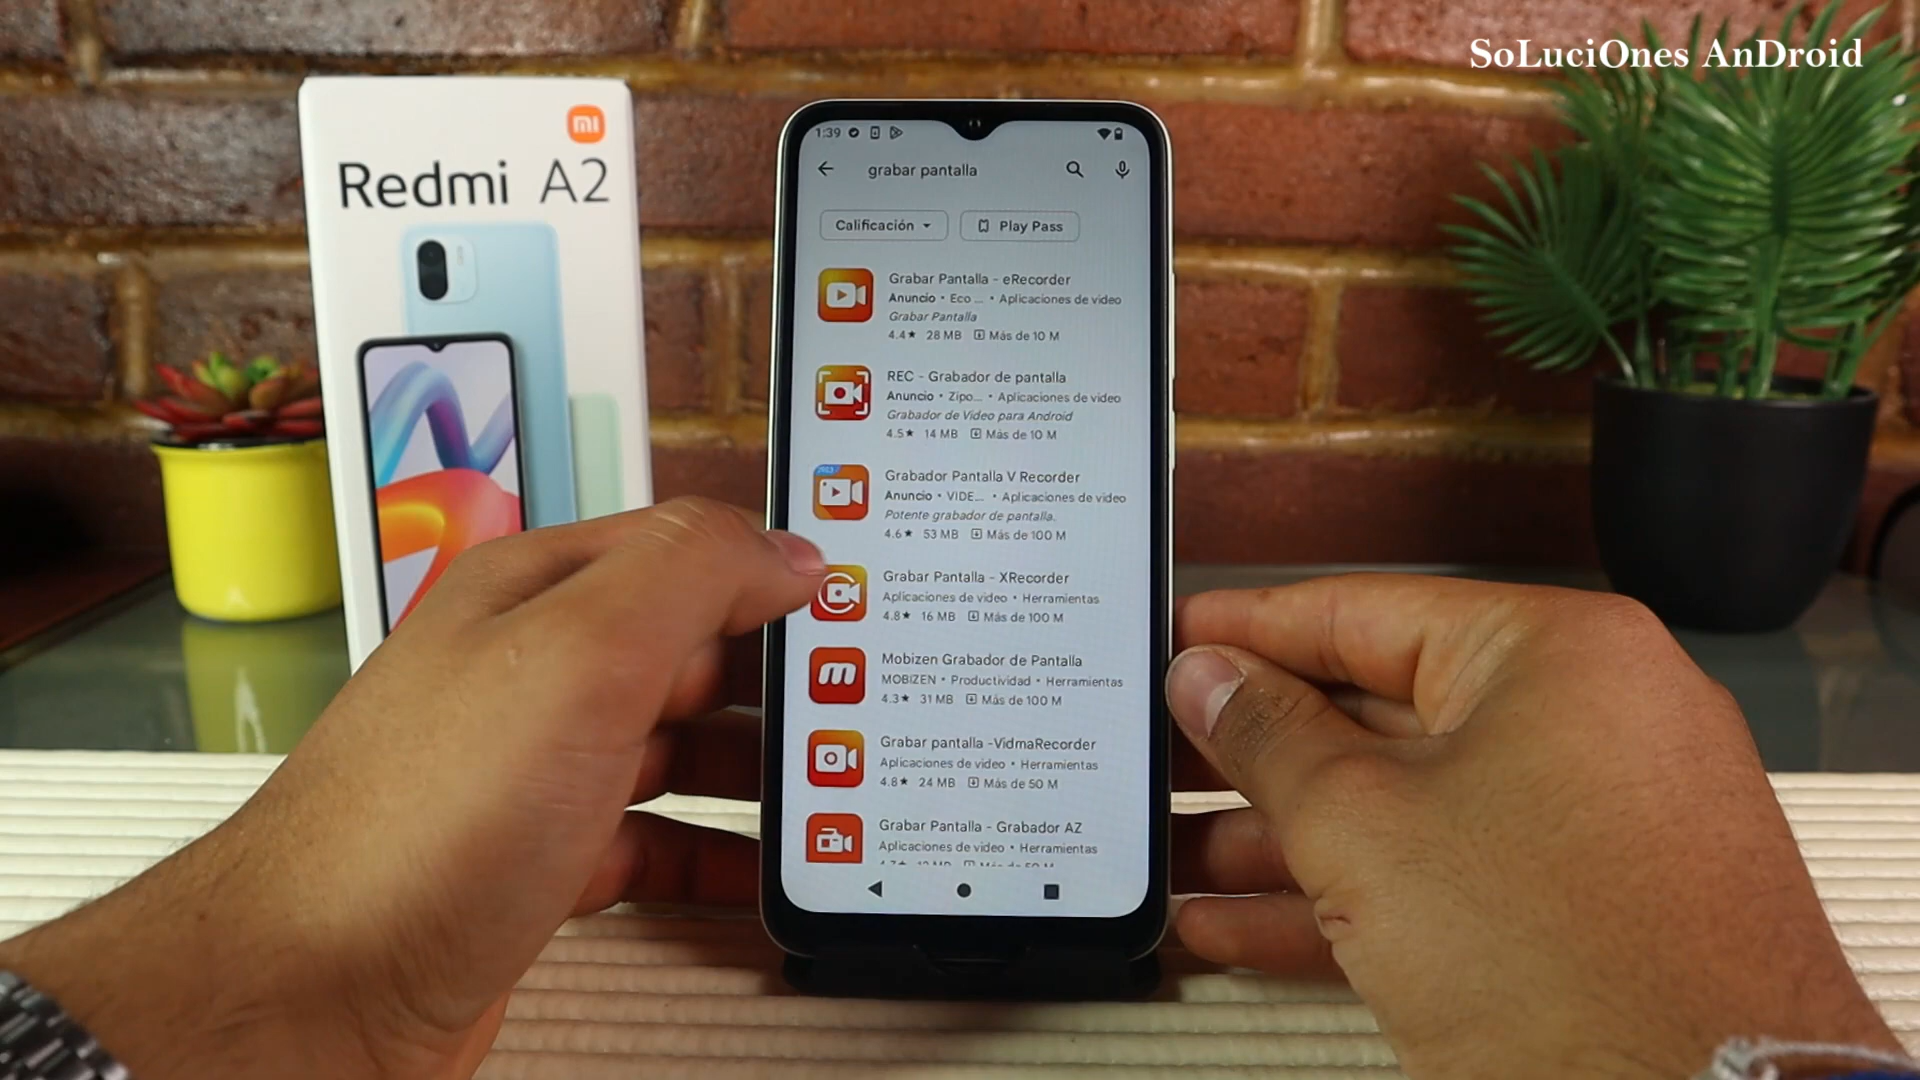 SoLuciOnes AnDroid
mi
Redmi A2
1:39
grabar pantalla
Calificación
Play Pass
Grabar Pantalla - eRecorder
Anuncio • Eco ... • Aplicaciones de video
Grabar Pantalla
4.4★ 28 MB Más de 10 M
REC - Grabador de pantalla
Anuncio • Zipo... • Aplicaciones de video
Grabador de Video para Android
4.5★ 14 MB Más de 10 M
Grabador Pantalla V Recorder
Anuncio • VIDE... • Aplicaciones de video
Potente grabador de pantalla.
4.6★ 53 MB Más de 100 M
Grabar Pantalla - XRecorder
Aplicaciones de video • Herramientas
4.8★ 16 MB Más de 100 M
m
Mobizen Grabador de Pantalla
MOBIZEN • Productividad • Herramientas
4.3★ 31 MB Más de 100 M
Grabar pantalla -VidmaRecorder
Aplicaciones de video • Herramientas
4.8★ 24 MB Más de 50 M
Grabar Pantalla - Grabador AZ
Aplicaciones de video • Herramientas